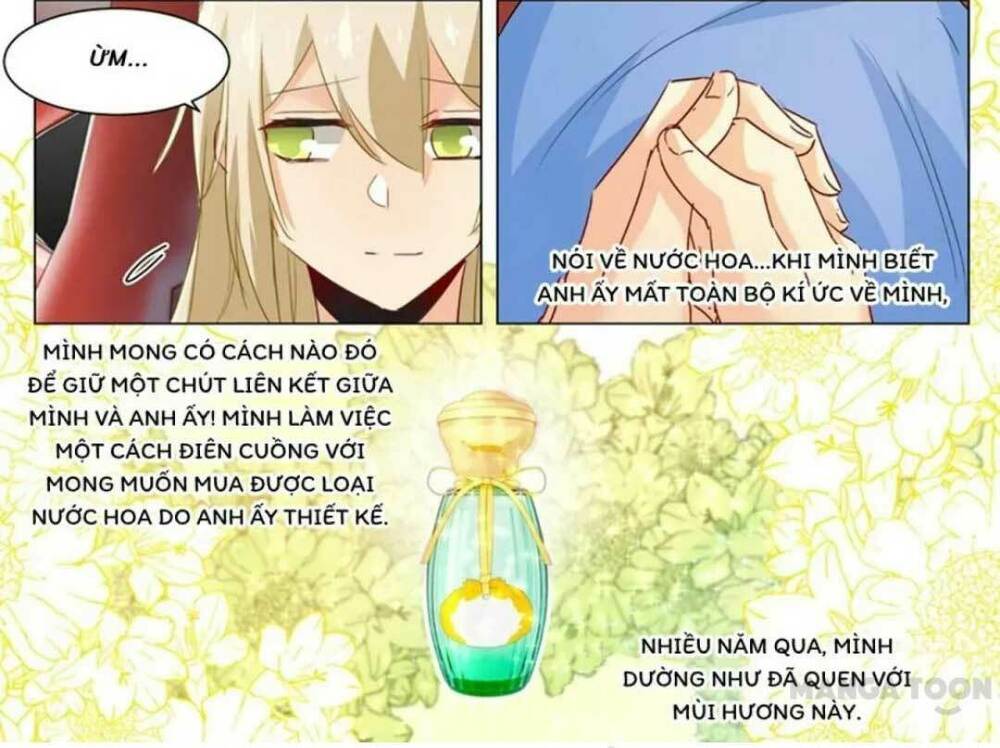 ỪM...
NÓI VỀ NƯỚC HOA...KHI MÌNH BIẾT
ANH ẤY MẤT TOÀN BỘ KÍ ỨC VỀ MÌNH,
MÌNH MONG CÓ CÁCH NÀO ĐÓ
ĐỂ GIỮ MỘT CHÚT LIÊN KẾT GIỮA
MÌNH VÀ ANH ẤY! MÌNH LÀM VIỆC
MỘT CÁCH ĐIÊN CUỒNG VỚI
MONG MUỐN MUA ĐƯỢC LOẠI
NƯỚC HOA DO ANH ẤY THIẾT KẾ.
NHIỀU NĂM QUA, MÌNH
DƯỜNG NHƯ ĐÃ QUEN VỚI
MÙI HƯƠNG NÀY.
MANGATOON